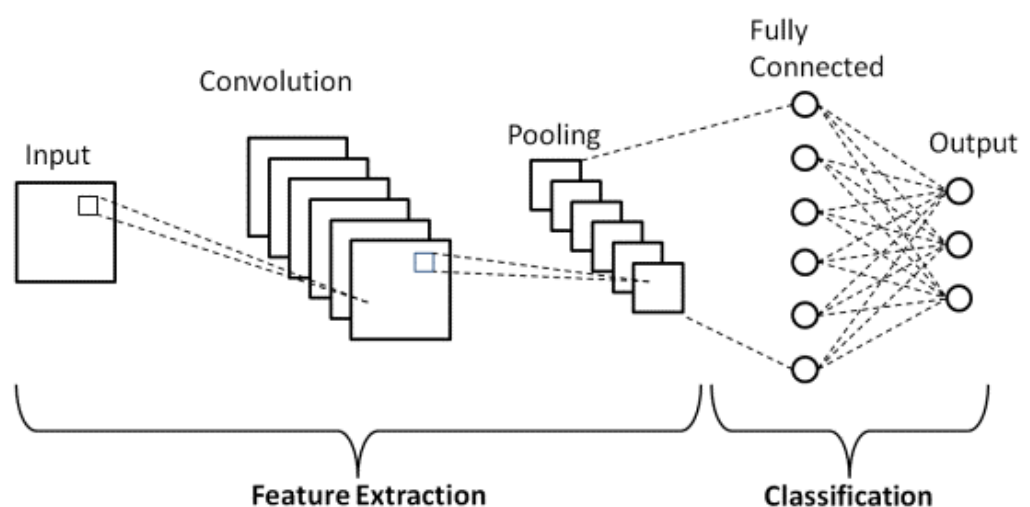 Input
Convolution
Pooling
Fully
Connected
Output
Feature Extraction
Classification